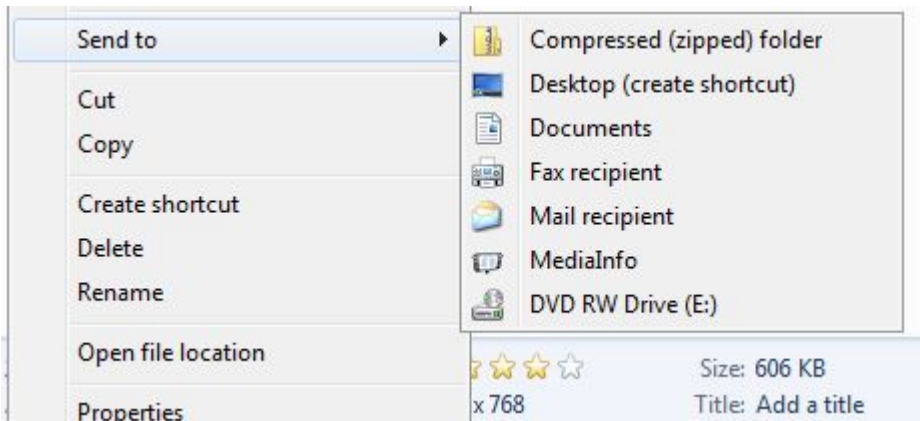 Send to
Cut
Copy
Create shortcut
Delete
Rename
Open file location
Properties
Compressed (zipped) folder
Desktop (create shortcut)
Documents
Fax recipient
Mail recipient
MediaInfo
DVD RW Drive (E:)
Size: 606 KB
x 768
Title: Add a title